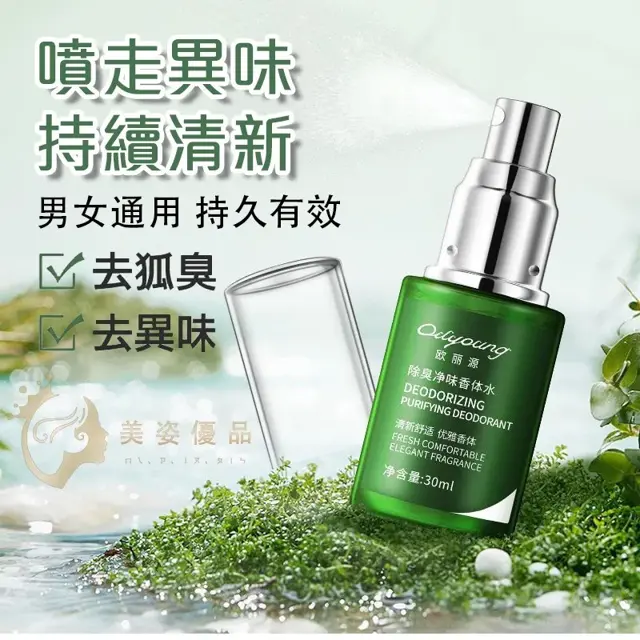 噴走異味
持續清新
男女通用 持久有效
去狐臭
去異味
美姿優品
Oilyoung
欧丽源
除臭净味香体水
DEODORIZING
PURIFYING DEODORANT
清新舒适 优雅香体
FRESH COMFORTABLE
ELEGANT FRAGRANCE
净含量:30ml